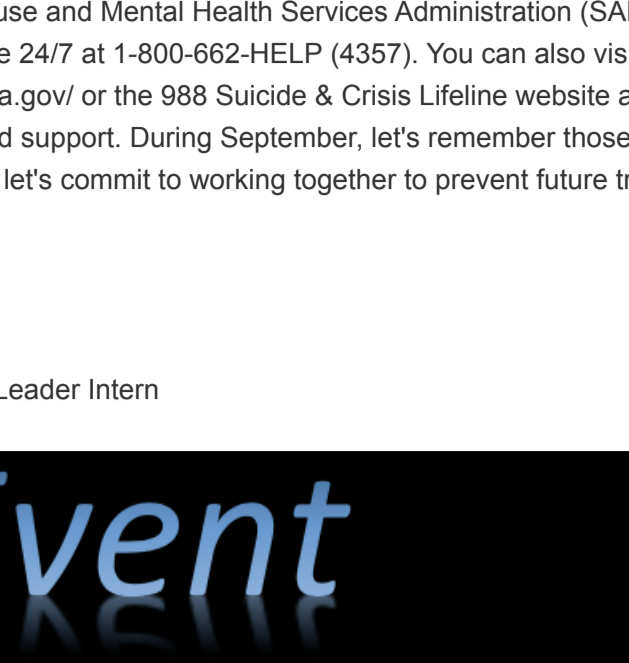 use and Mental Health Services Administration (SA
e 24/7 at 1-800-662-HELP (4357). You can also vis
a.gov/ or the 988 Suicide & Crisis Lifeline website a
d support. During September, let's remember those
let's commit to working together to prevent future tr
Leader Intern
vent